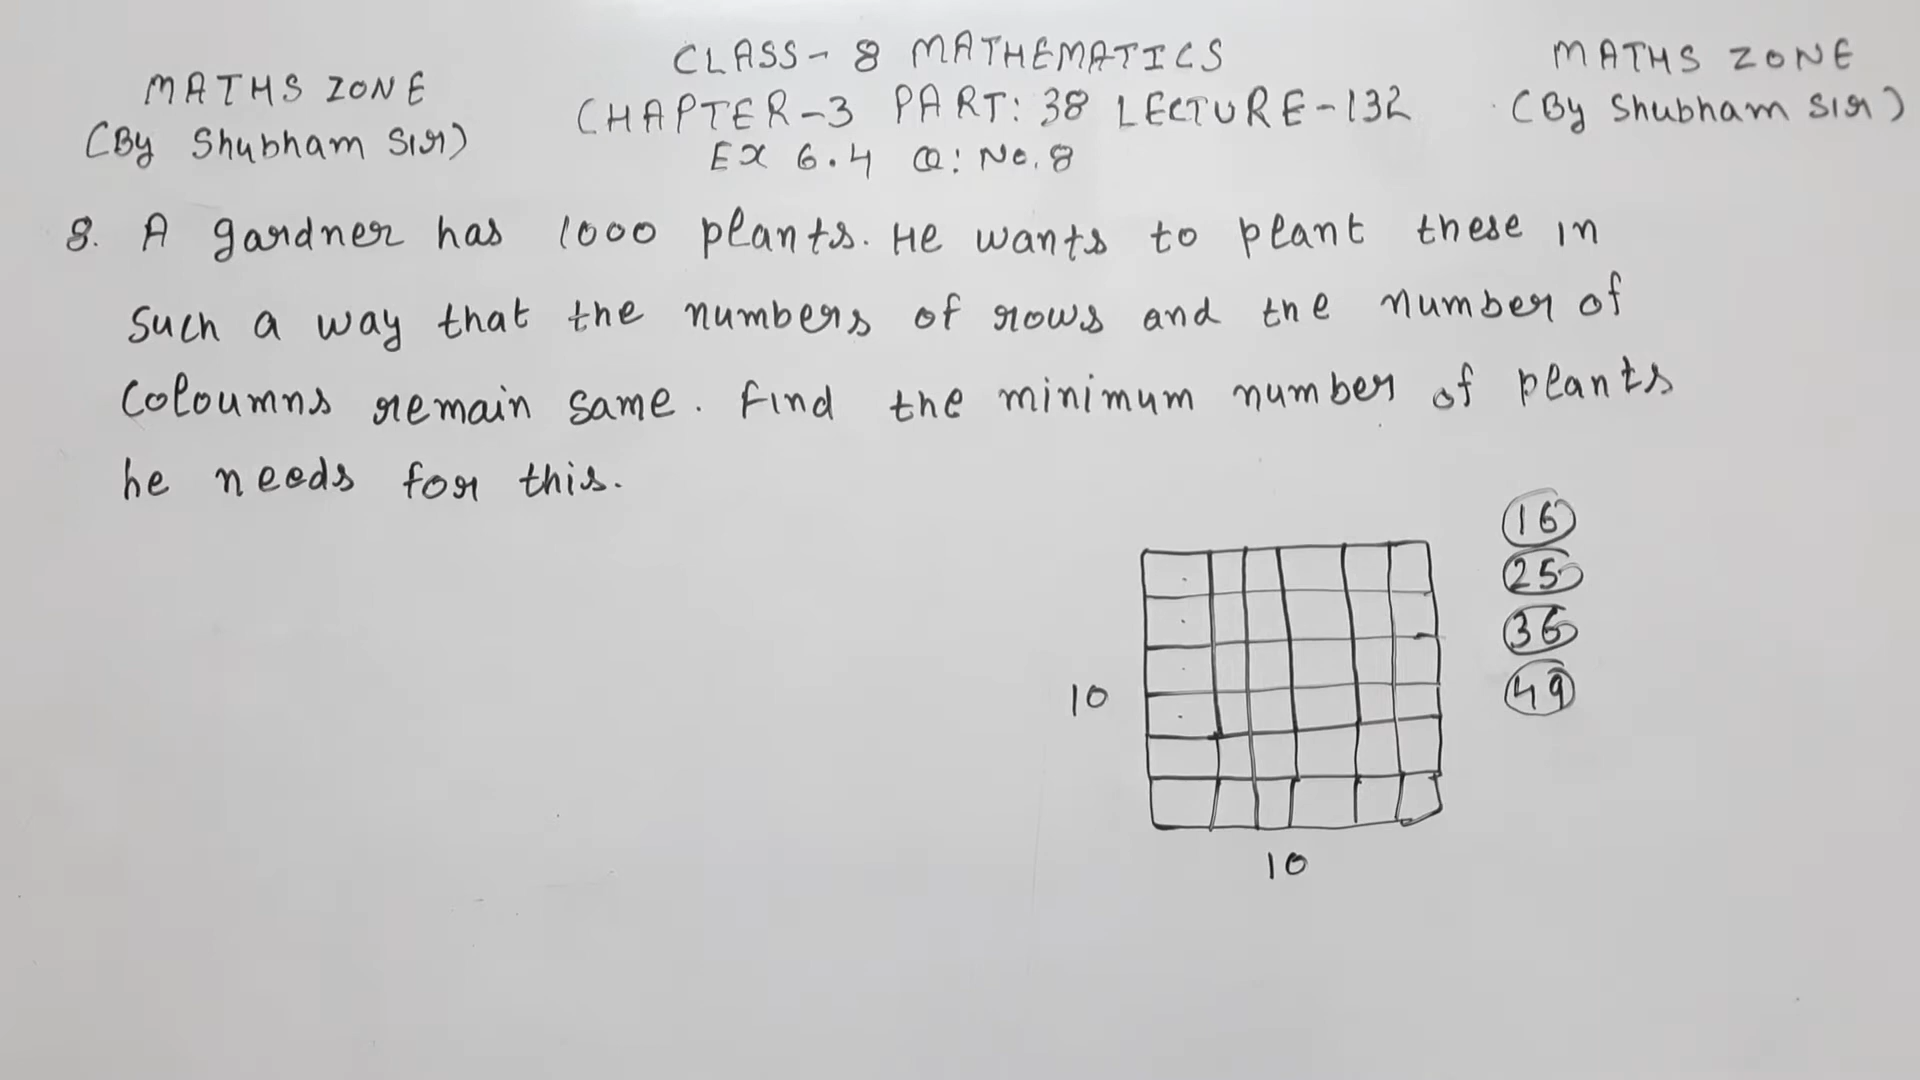 MATHS ZONE
(By Shubham Sir)
CLASS- 8 MATHEMATICS
CHAPTER-3 PART: 38 LECTURE-132
EX 6.4 Q: No. 8
MATHS ZONE
(By Shubham Sir)
8. A gardner has 1000 plants. He wants to plant these in
such a way that the numbers of rows and the number of
coloumns remain same. Find the minimum number of plants
he needs for this.
16
25
36
49
10
10